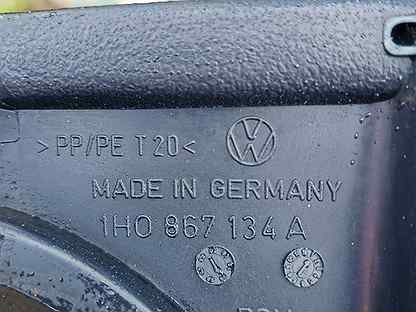 >PP/PE T20<
MADE IN GERMANY
1H0 867 134 A